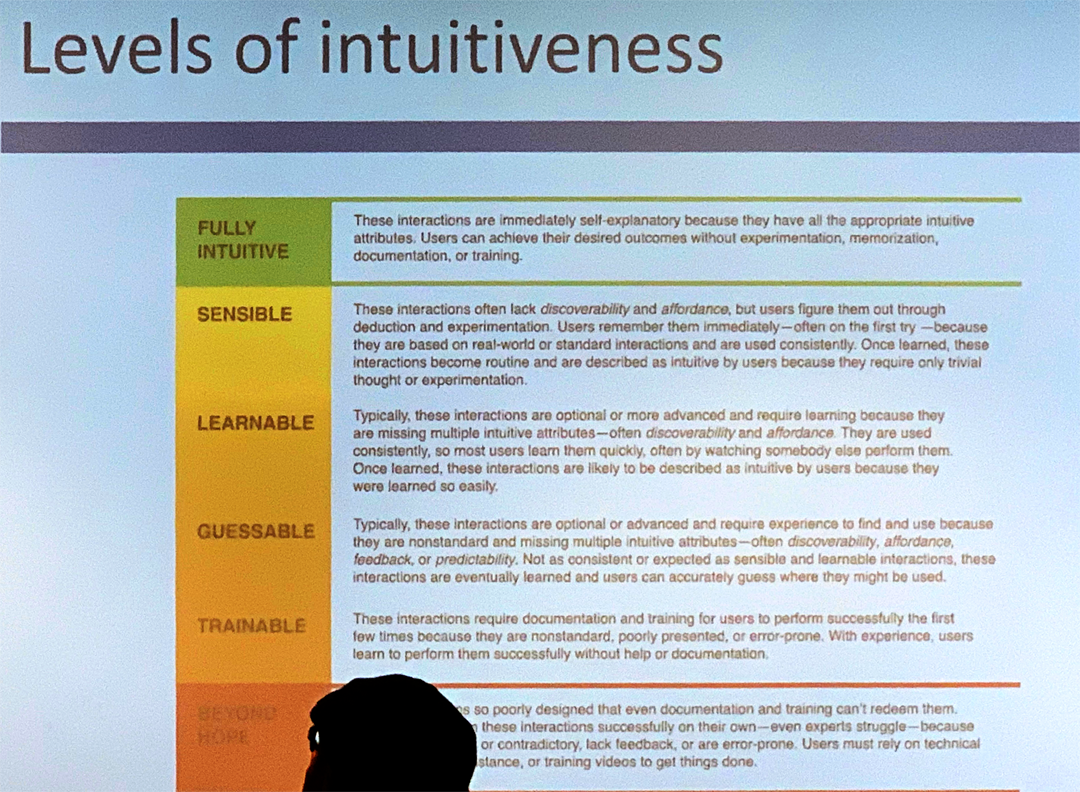 Levels of intuitiveness
FULLY
INTUITIVE
These interactions are immediately self-explanatory because they have all the appropriate intuitive
attributes. Users can achieve their desired outcomes without experimentation, memorization,
documentation, or training.
SENSIBLE
These interactions often lack discoverability and affordance, but users figure them out through
deduction and experimentation. Users remember them immediately—often on the first try —because
they are based on real-world or standard interactions and are used consistently. Once learned, these
interactions become routine and are described as intuitive by users because they require only trivial
thought or experimentation.
LEARNABLE
Typically, these interactions are optional or more advanced and require learning because they
are missing multiple intuitive attributes—often discoverability and affordance. They are used
consistently, so most users learn them quickly, often by watching somebody else perform them.
Once learned, these interactions are likely to be described as intuitive by users because they
were learned so easily.
GUESSABLE
Typically, these interactions are optional or advanced and require experience to find and use because
they are nonstandard and missing multiple intuitive attributes—often discoverability, affordance,
feedback, or predictability. Not as consistent or expected as sensible and learnable interactions, these
interactions are eventually learned and users can accurately guess where they might be used.
TRAINABLE
These interactions require documentation and training for users to perform successfully the first
few times because they are nonstandard, poorly presented, or error-prone. With experience, users
learn to perform them successfully without help or documentation.
BEYOND
HOPE
so poorly designed that even documentation and training can't redeem them.
these interactions successfully on their own—even experts struggle—because
or contradictory, lack feedback, or are error-prone. Users must rely on technical
or training videos to get things done.